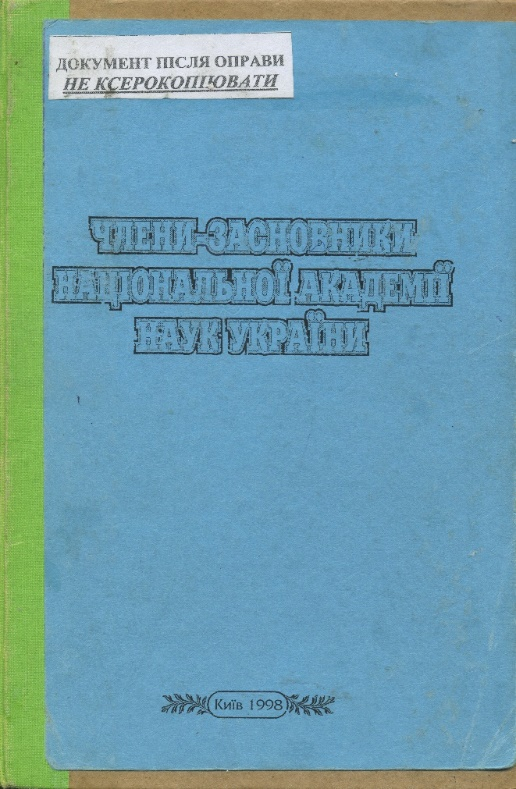 ДОКУМЕНТ ПІСЛЯ ОПРАВИ
НЕ КСЕРОКОПІЮВАТИ
ЧЛЕНИ-ЗАСНОВНИКИ
НАЦІОНАЛЬНОЇ АКАДЕМІЇ
НАУК УКРАЇНИ
Київ 1998